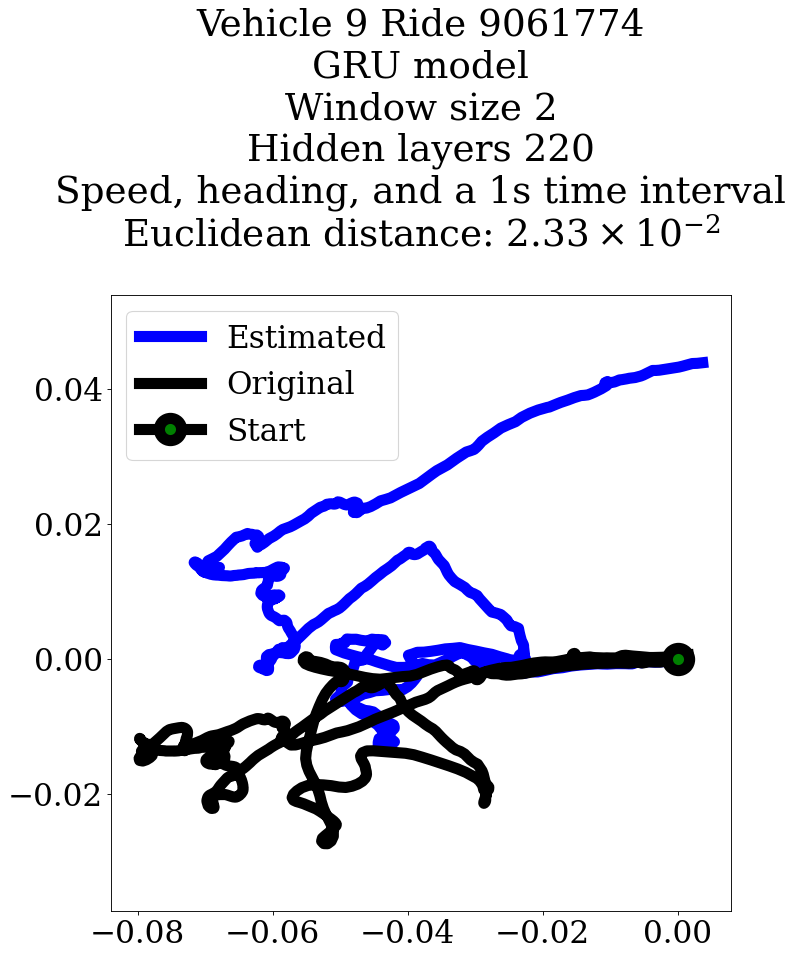 Vehicle 9 Ride 9061774
GRU model
Window size 2
Hidden layers 220
Speed, heading, and a 1s time interval
Euclidean distance: 2.33 × 10⁻²
Estimated
Original
Start
0.04
0.02
0.00
−0.02
−0.08
−0.06
−0.04
−0.02
0.00